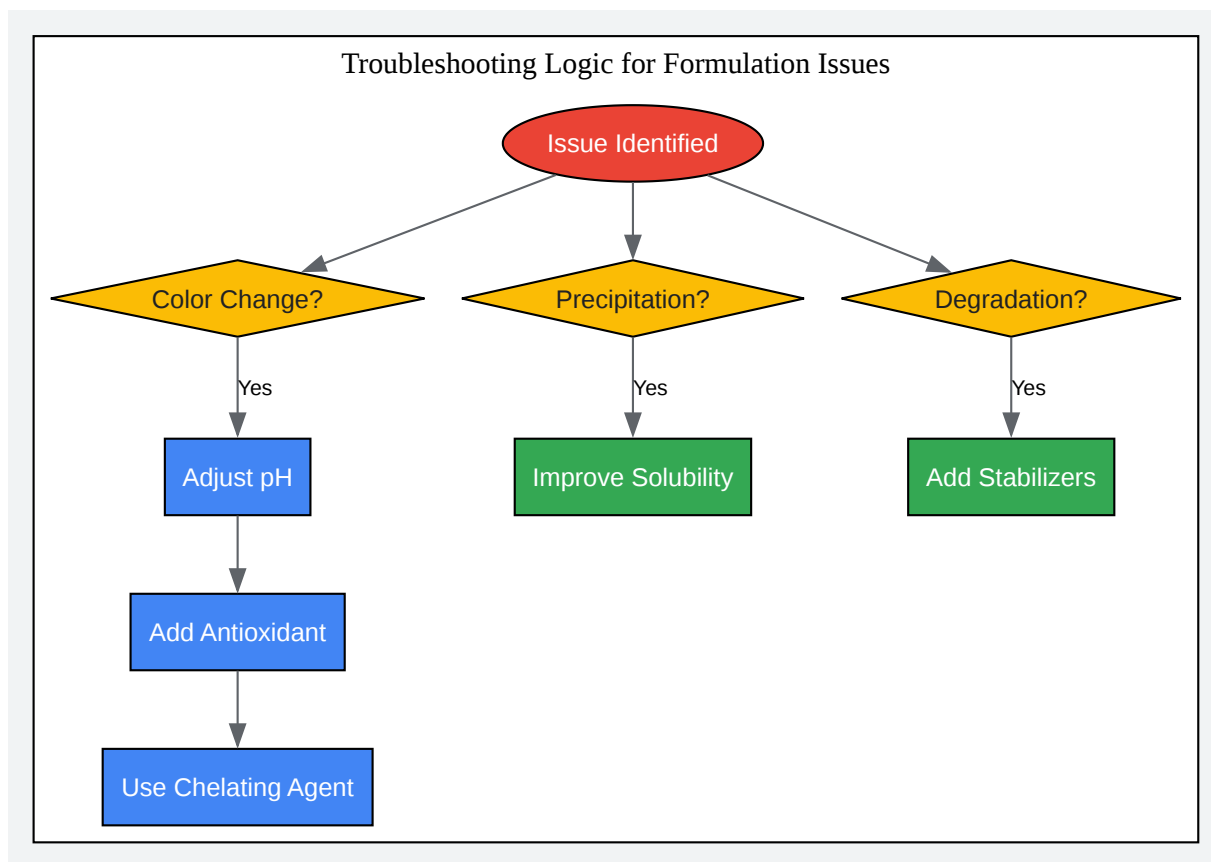 Troubleshooting Logic for Formulation Issues
Issue Identified
Color Change?
Precipitation?
Degradation?
Yes
Yes
Yes
Adjust pH
Improve Solubility
Add Stabilizers
Add Antioxidant
Use Chelating Agent